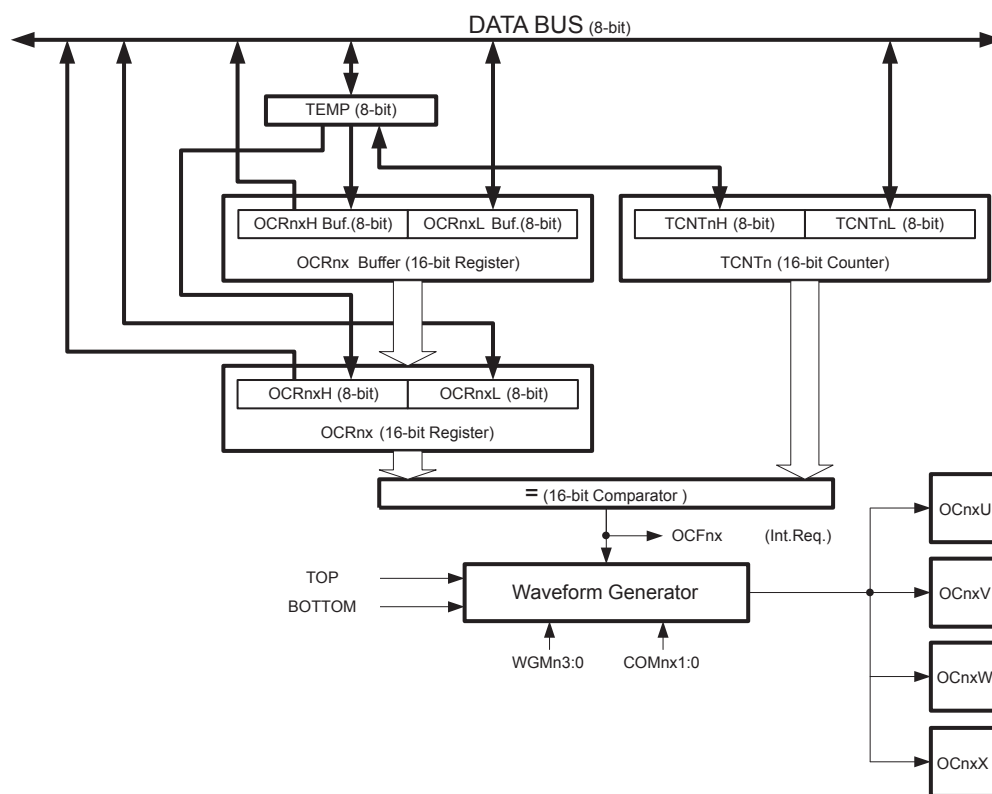 DATA BUS (8-bit)
TEMP (8-bit)
OCRnxH Buf.(8-bit) OCRnxL Buf.(8-bit)
OCRnx Buffer (16-bit Register)
TCNTnH (8-bit) TCNTnL (8-bit)
TCNTn (16-bit Counter)
OCRnxH (8-bit) OCRnxL (8-bit)
OCRnx (16-bit Register)
= (16-bit Comparator )
OCFnx (Int.Req.)
TOP
BOTTOM
Waveform Generator
WGMn3:0 COMnx1:0
OCnxU
OCnxV
OCnxW
OCnxX